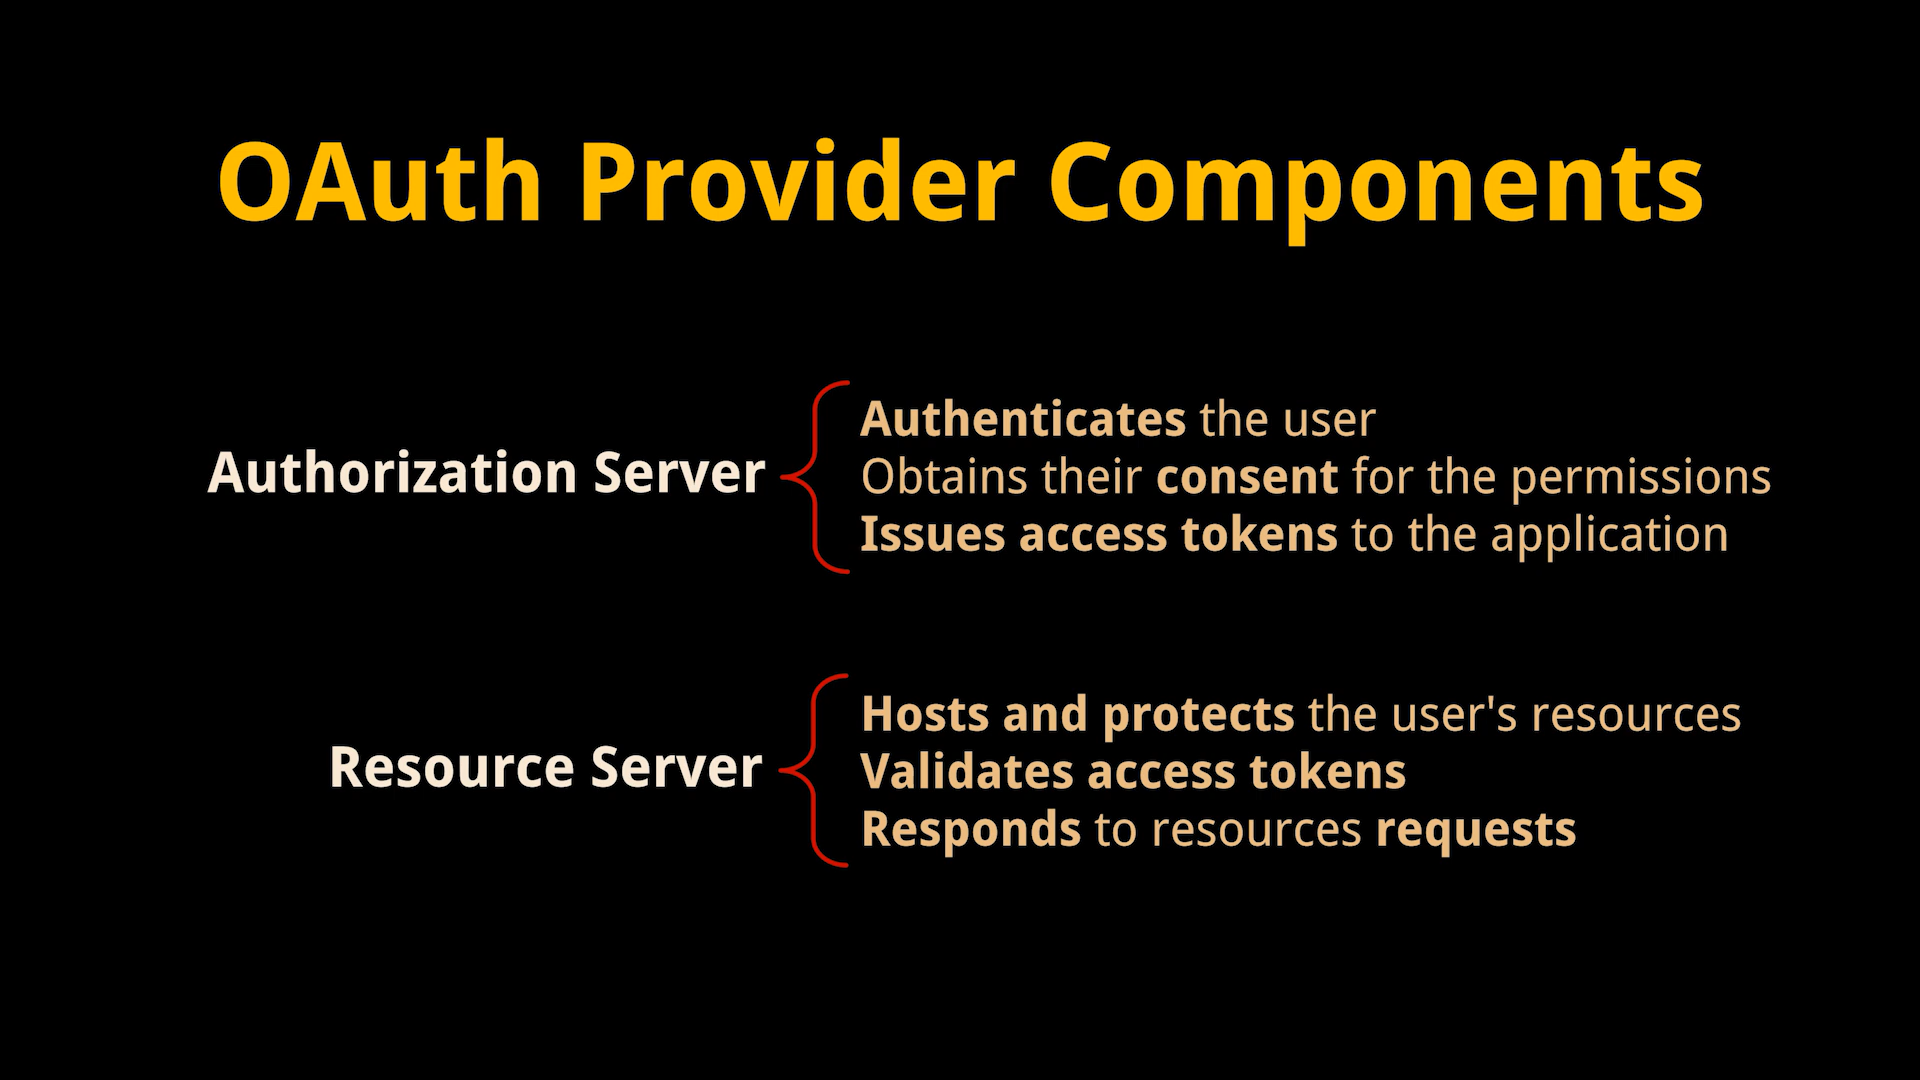 OAuth Provider Components
Authorization Server
Authenticates the user
Obtains their consent for the permissions
Issues access tokens to the application
Resource Server
Hosts and protects the user's resources
Validates access tokens
Responds to resources requests